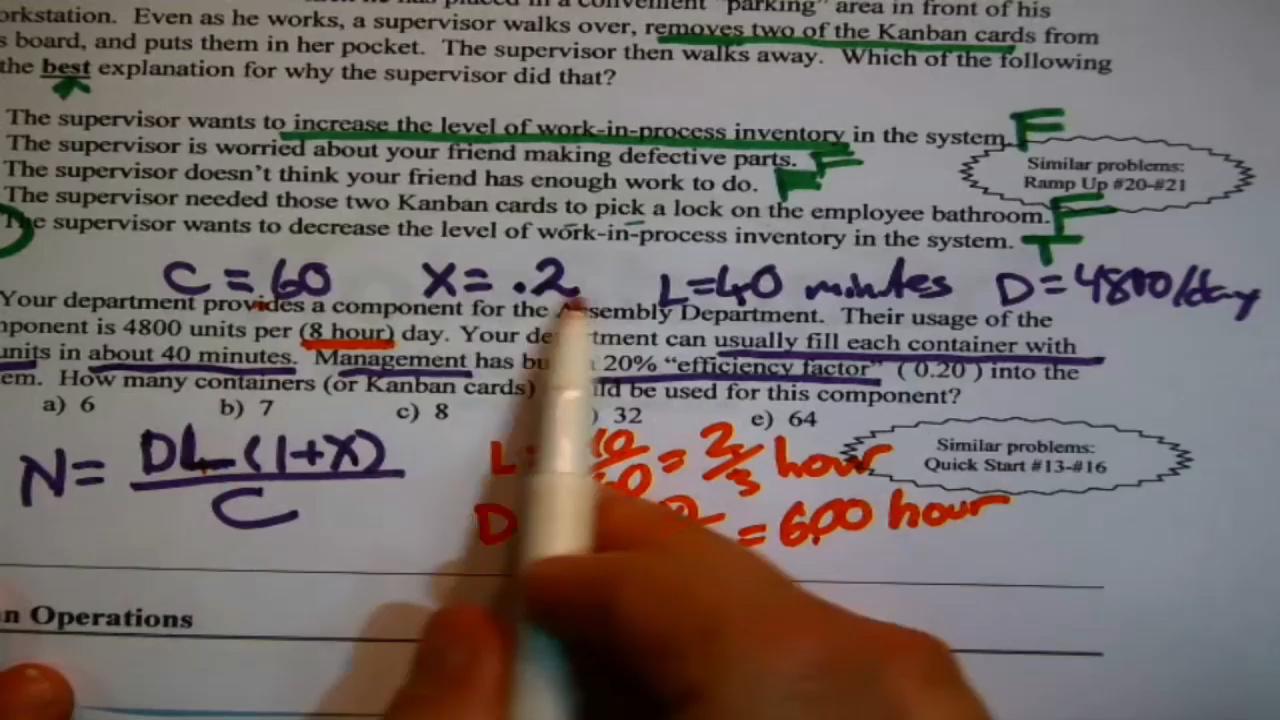 "parking" area in front of his
orkstation. Even as he works, a supervisor walks over, removes two of the Kanban cards from
s board, and puts them in her pocket. The supervisor then walks away. Which of the following
the best explanation for why the supervisor did that?
The supervisor wants to increase the level of work-in-process inventory in the system. F
The supervisor is worried about your friend making defective parts. F
The supervisor doesn't think your friend has enough work to do. F
The supervisor needed those two Kanban cards to pick a lock on the employee bathroom. F
The supervisor wants to decrease the level of work-in-process inventory in the system. T
Similar problems:
Ramp Up #20-#21
C = 60 X = .2 L = 40 minutes D = 4800/day
Your department provides a component for the Assembly Department. Their usage of the
ponent is 4800 units per (8 hour) day. Your department can usually fill each container with
units in about 40 minutes. Management has 20% "efficiency factor" ( 0.20 ) into the
em. How many containers (or Kanban cards) be used for this component?
a) 6 b) 7 c) 8 ) 32 e) 64
N = DL (1+X) / C
L = = 2/3 hour
D = 600 hour
Similar problems:
Quick Start #13-#16
n Operations